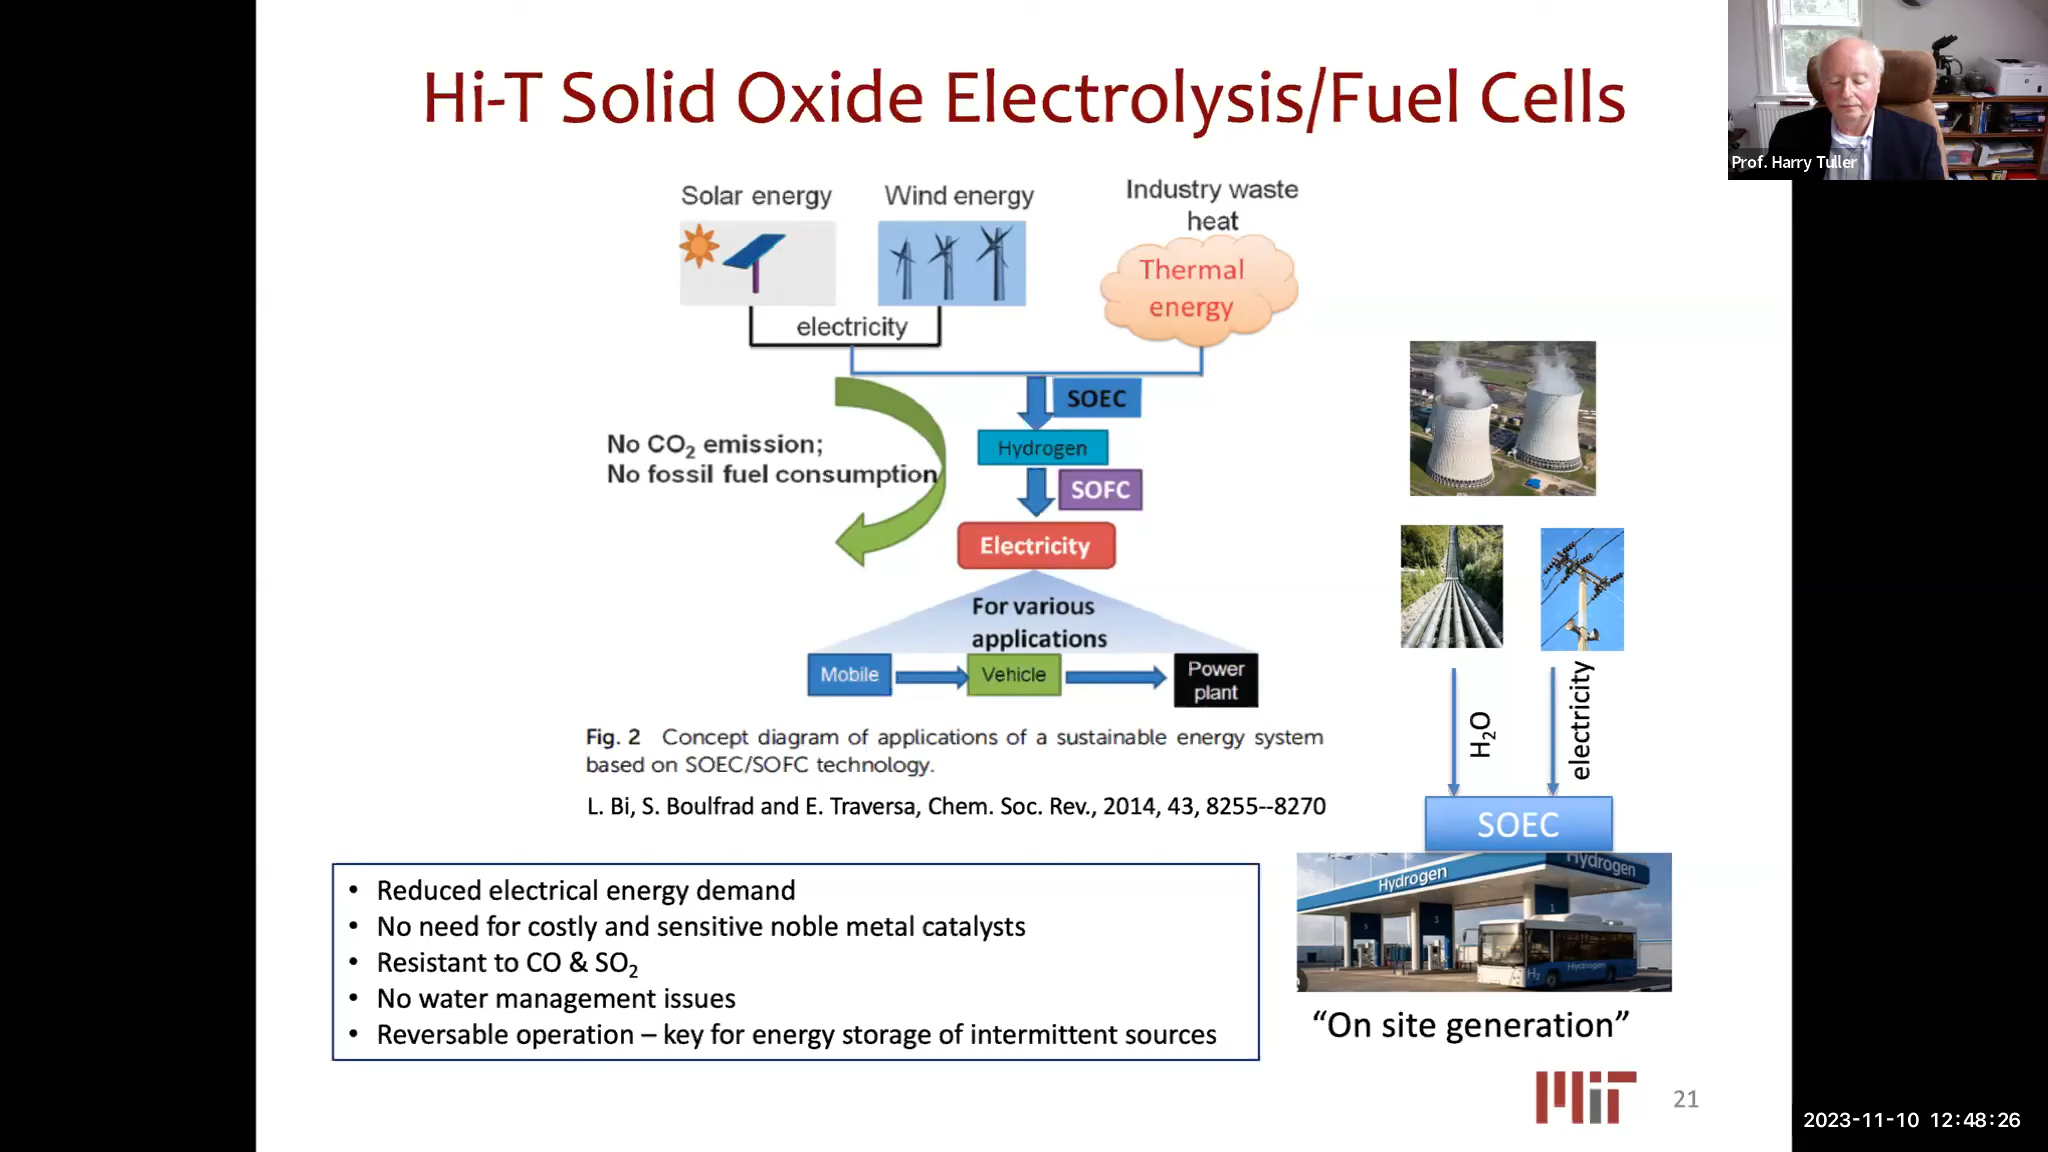 Hi-T Solid Oxide Electrolysis/Fuel Cells
Prof. Harry Tuller
Solar energy
Wind energy
Industry waste
heat
Thermal
energy
electricity
SOEC
No CO₂ emission;
No fossil fuel consumption
Hydrogen
SOFC
Electricity
For various
applications
Mobile
Vehicle
Power
plant
Fig. 2 Concept diagram of applications of a sustainable energy system
based on SOEC/SOFC technology.
L. Bi, S. Boulfrad and E. Traversa, Chem. Soc. Rev., 2014, 43, 8255--8270
H₂O
electricity
SOEC
Hydrogen
Hydrogen
1
3
H₂
Hydrogen
"On site generation"
• Reduced electrical energy demand
• No need for costly and sensitive noble metal catalysts
• Resistant to CO & SO₂
• No water management issues
• Reversable operation – key for energy storage of intermittent sources
MIT
21
2023-11-10 12:48:26